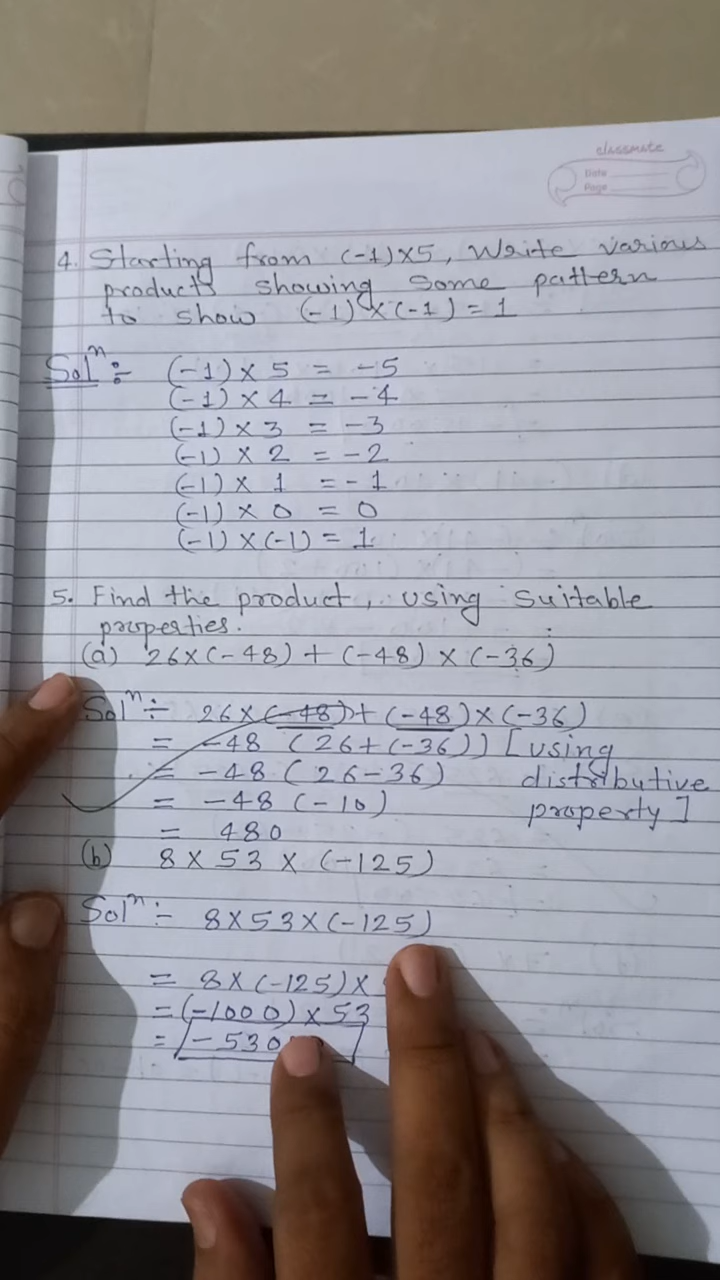 classmate
Date
Page
4. Starting from (-1)×5, Write various
products showing some pattern
to show (-1)×(-1) = 1
Solⁿ :- (-1) × 5 = -5
(-1) × 4 = -4
(-1) × 3 = -3
(-1) × 2 = -2
(-1) × 1 = -1
(-1) × 0 = 0
(-1) × (-1) = 1
5. Find the product, using suitable
properties.
(a) 26×(-48) + (-48) × (-36)
Solⁿ :- 26×(-48)+(-48)×(-36)
= -48 (26+(-36)) [using
= -48 (26-36) distributive
= -48 (-10) property]
= 480
(b) 8 × 53 × (-125)
Solⁿ :- 8×53×(-125)
= 8×(-125)×
= (-1000) × 53
= -530